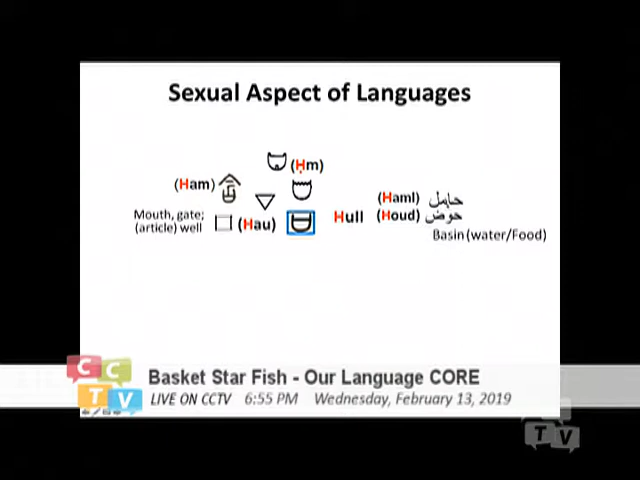 Sexual Aspect of Languages
(Ḥm)
(Ham)
(Haml) حامل
Mouth, gate; (Hau) Hull (Houd) حوض
(article) well
Basin (water/Food)
CCTV
Basket Star Fish - Our Language CORE
LIVE ON CCTV 6:55 PM Wednesday, February 13, 2019
TV